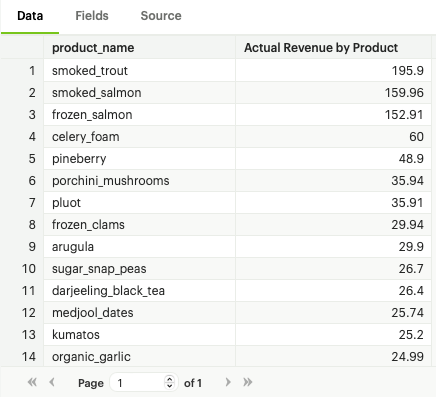 Data Fields Source
product_name Actual Revenue by Product
1 smoked_trout 195.9
2 smoked_salmon 159.96
3 frozen_salmon 152.91
4 celery_foam 60
5 pineberry 48.9
6 porchini_mushrooms 35.94
7 pluot 35.91
8 frozen_clams 29.94
9 arugula 29.9
10 sugar_snap_peas 26.7
11 darjeeling_black_tea 26.4
12 medjool_dates 25.74
13 kumatos 25.2
14 organic_garlic 24.99
Page 1 of 1